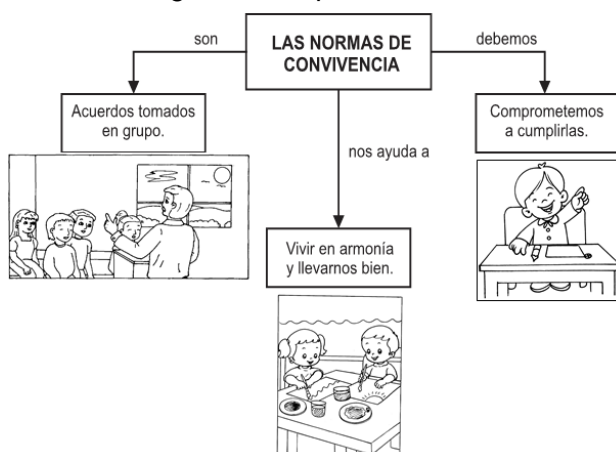 son
LAS NORMAS DE
CONVIVENCIA
debemos
Acuerdos tomados
en grupo.
nos ayuda a
Comprometemos
a cumplirlas.
Vivir en armonía
y llevarnos bien.